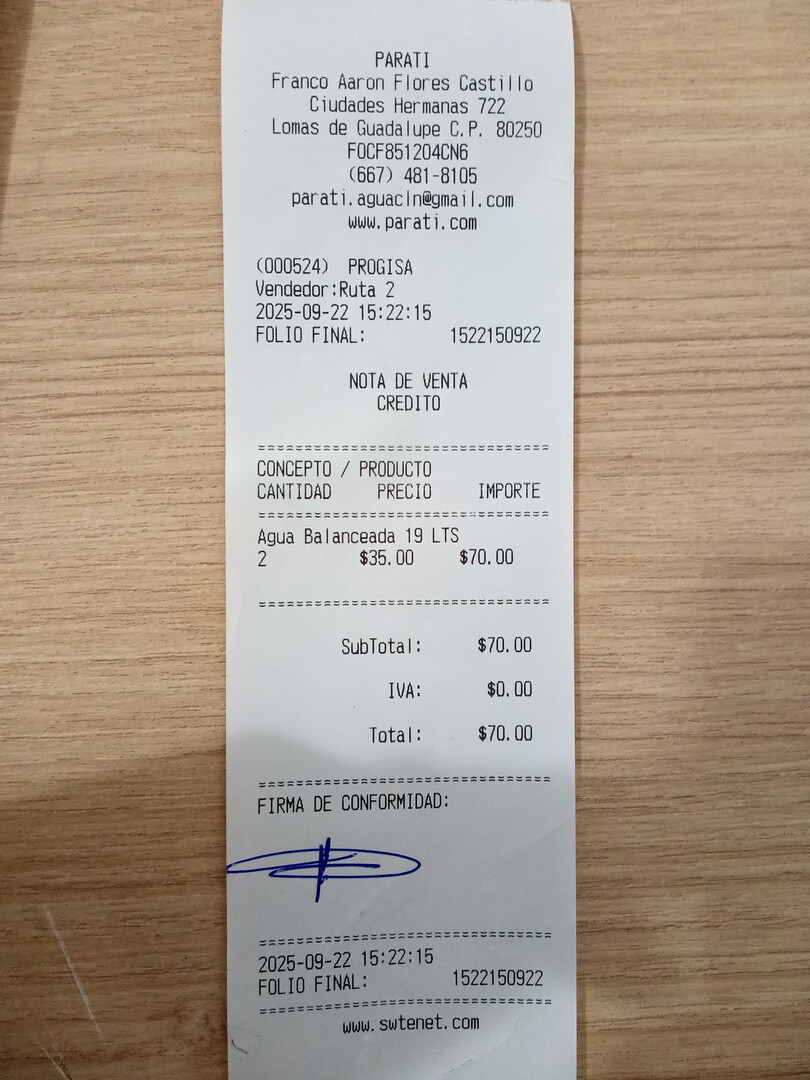 PARATI
Franco Aaron Flores Castillo
Ciudades Hermanas 722
Lomas de Guadalupe C.P. 80250
FOCF851204CN6
(667) 481-8105
parati.aguacln@gmail.com
www.parati.com
(000524) PROGISA
Vendedor:Ruta 2
2025-09-22 15:22:15
FOLIO FINAL: 1522150922
NOTA DE VENTA
CREDITO
CONCEPTO / PRODUCTO
CANTIDAD PRECIO IMPORTE
Agua Balanceada 19 LTS
2 $35.00 $70.00
SubTotal: $70.00
IVA: $0.00
Total: $70.00
FIRMA DE CONFORMIDAD:
2025-09-22 15:22:15
FOLIO FINAL: 1522150922
www.swtenet.com